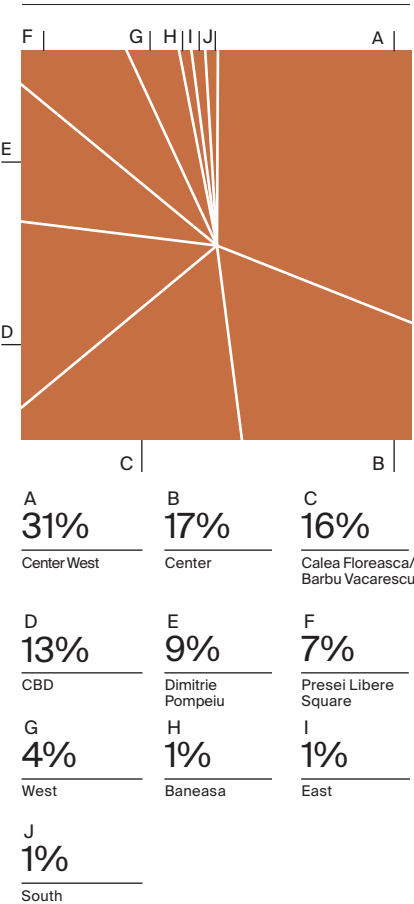 F G H I J A
E
D
C B
A B C
31% 17% 16%
Center West Center Calea Floreasca/
Barbu Vacarescu
D E F
13% 9% 7%
CBD Dimitrie Presei Libere
Pompeiu Square
G H I
4% 1% 1%
West Baneasa East
J
1%
South